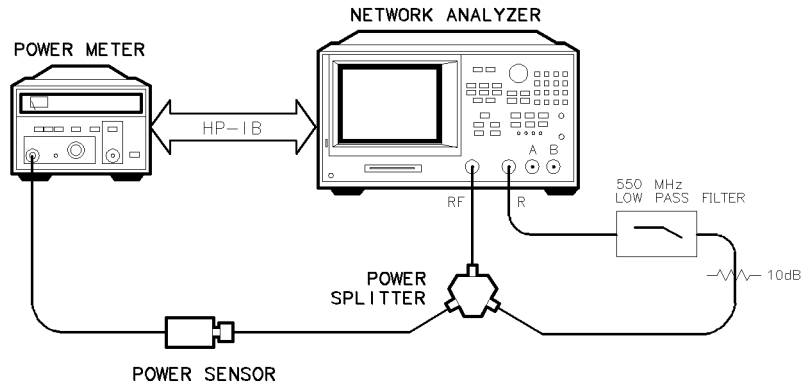 NETWORK ANALYZER
POWER METER
HP-IB
A B
RF
R
550 MHz
LOW PASS FILTER
10dB
POWER
SPLITTER
POWER SENSOR